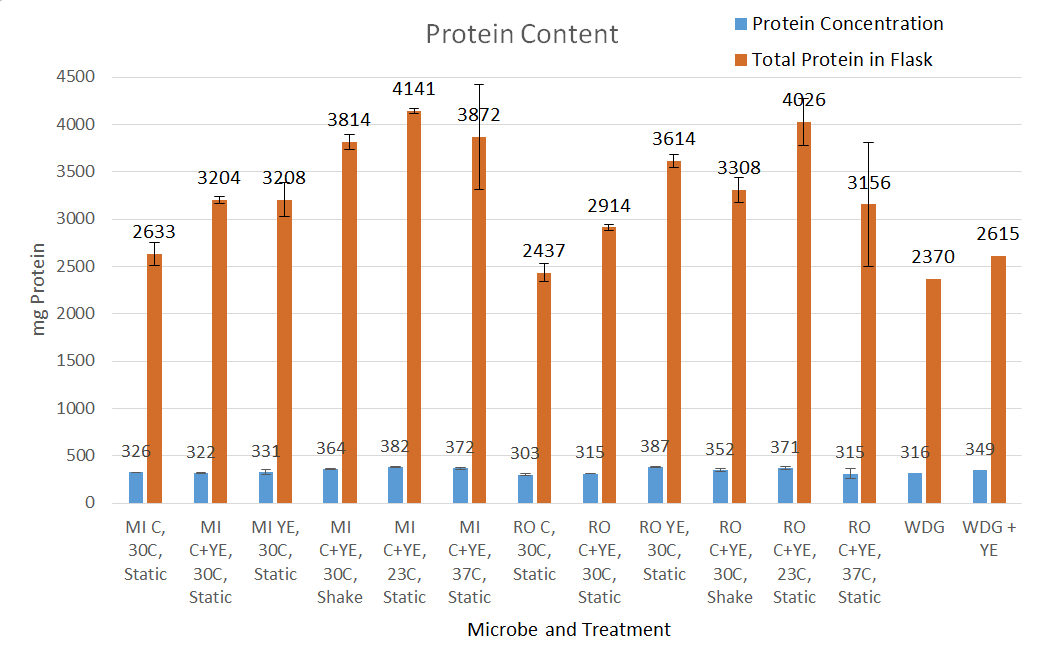 Protein Content
Protein Concentration
Total Protein in Flask
mg Protein
4500
4000
3500
3000
2500
2000
1500
1000
500
0
2633
3204
3208
3814
4141
3872
2437
2914
3614
3308
4026
3156
2370
2615
326
322
331
364
382
372
303
315
387
352
371
315
316
349
MI C,
30C,
Static
MI
C+YE,
30C,
Static
MI YE,
30C,
Static
MI
C+YE,
30C,
Shake
MI
C+YE,
23C,
Static
MI
C+YE,
37C,
Static
RO C,
30C,
Static
RO
C+YE,
30C,
Static
RO YE,
30C,
Static
RO
C+YE,
30C,
Shake
RO
C+YE,
23C,
Static
RO
C+YE,
37C,
Static
WDG
WDG +
YE
Microbe and Treatment